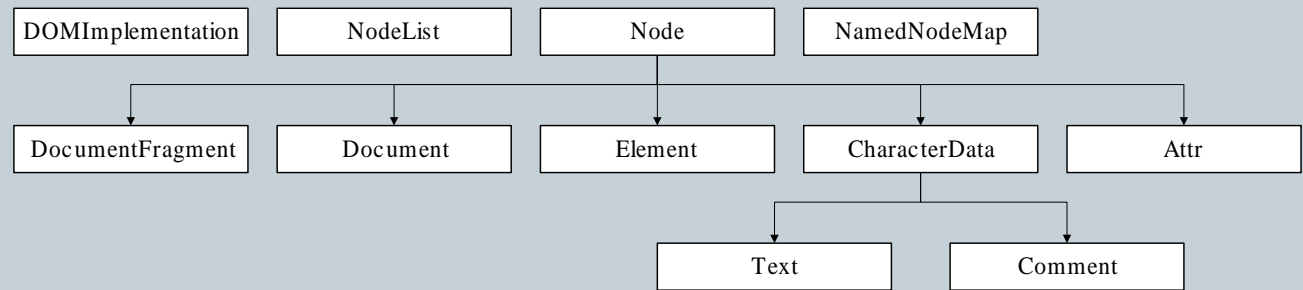 DOMImplementation
NodeList
Node
NamedNodeMap
DocumentFragment
Document
Element
CharacterData
Attr
Text
Comment